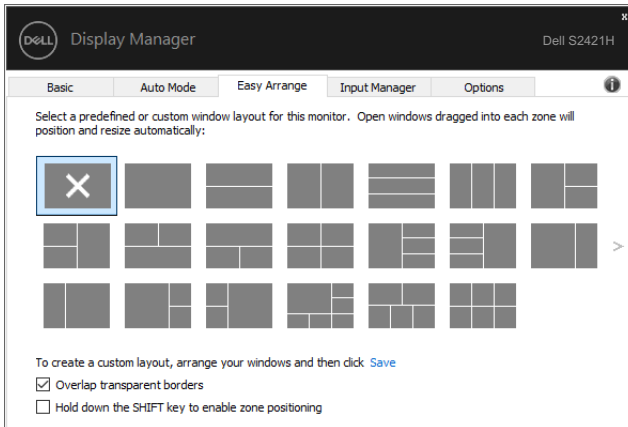 x
DELL Display Manager Dell S2421H
Basic Auto Mode Easy Arrange Input Manager Options i
Select a predefined or custom window layout for this monitor. Open windows dragged into each zone will
position and resize automatically:
>
To create a custom layout, arrange your windows and then click Save
Overlap transparent borders
Hold down the SHIFT key to enable zone positioning